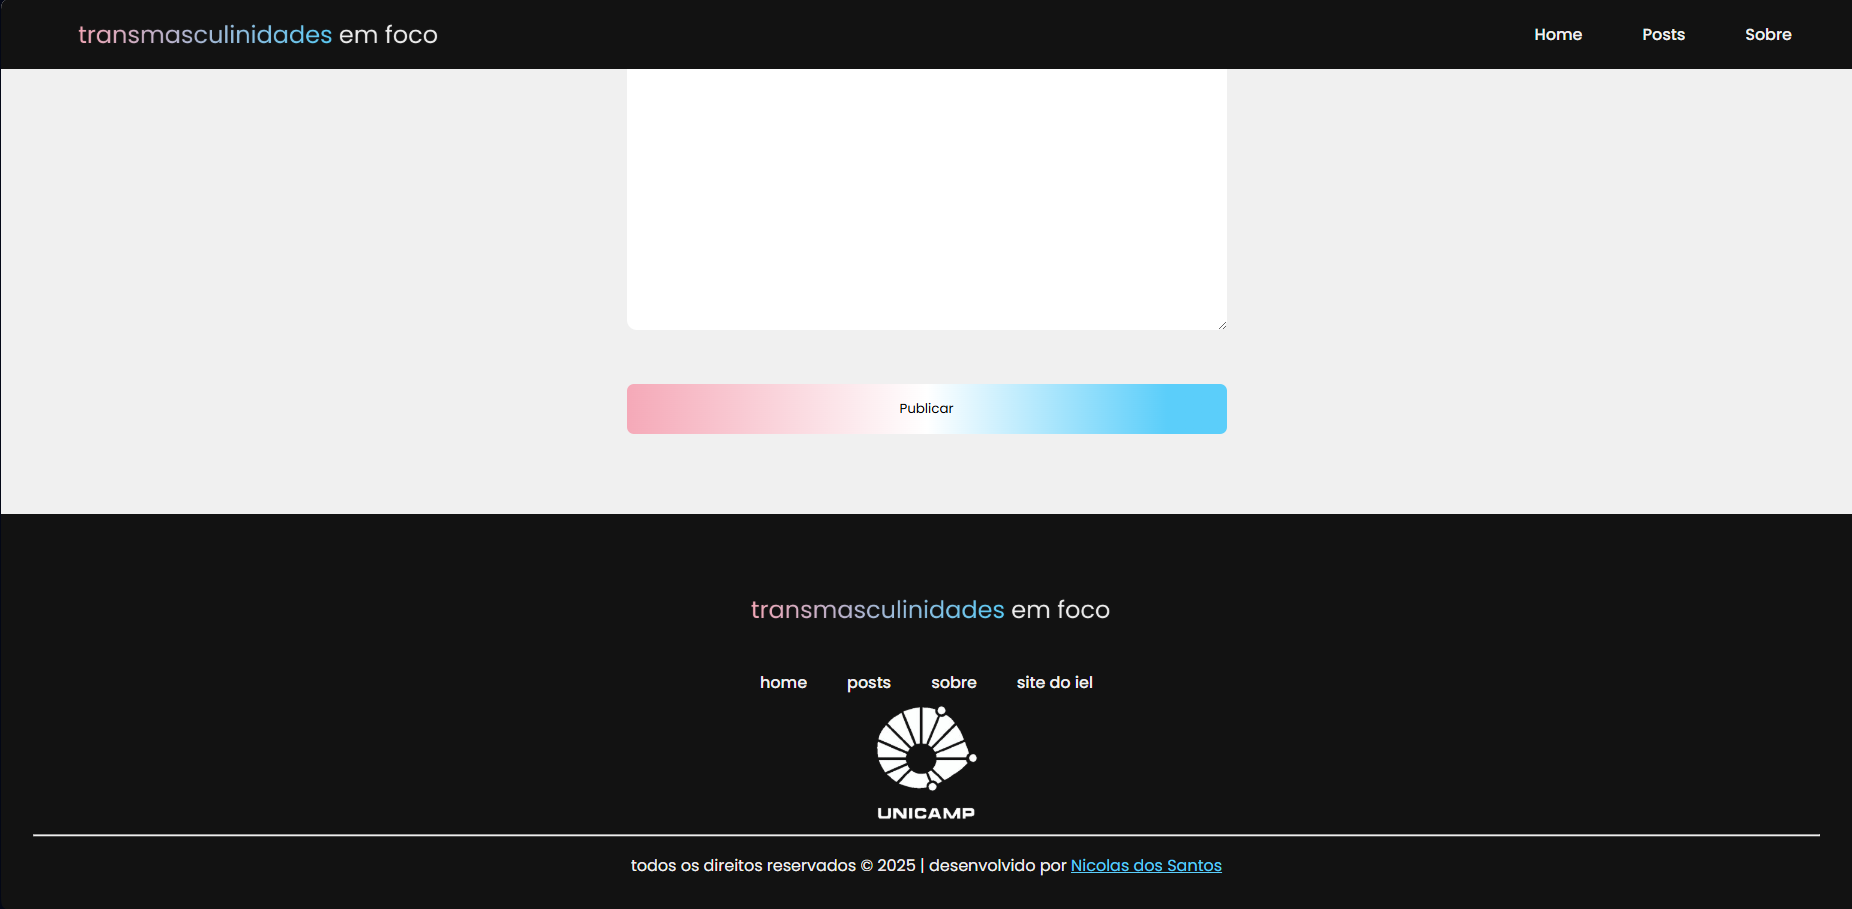 transmasculinidades em foco Home Posts Sobre
Publicar
transmasculinidades em foco
home posts sobre site do iel
UNICAMP
todos os direitos reservados © 2025 | desenvolvido por Nicolas dos Santos